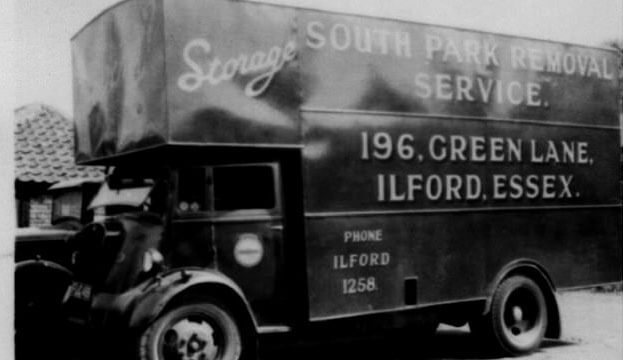 Storage
SOUTH PARK REMOVAL
SERVICE.
196, GREEN LANE,
ILFORD, ESSEX.
PHONE
ILFORD
1258.